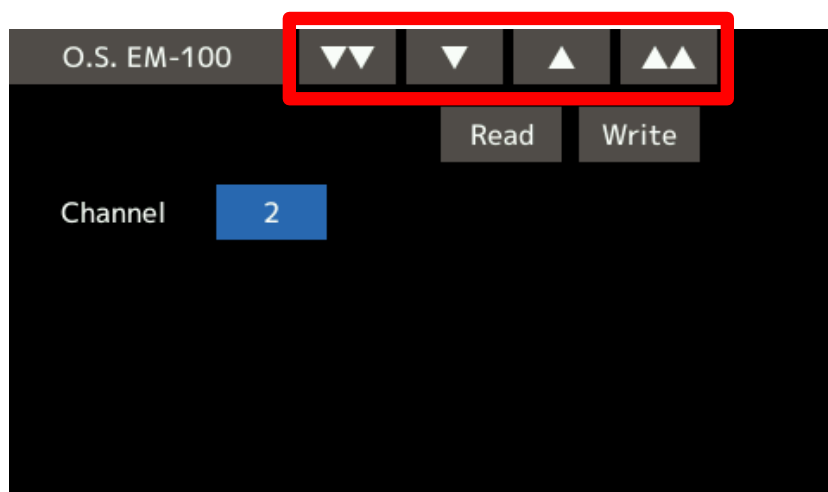 O.S. EM-100 ▼▼ ▼ ▲ ▲▲
Read Write
Channel 2